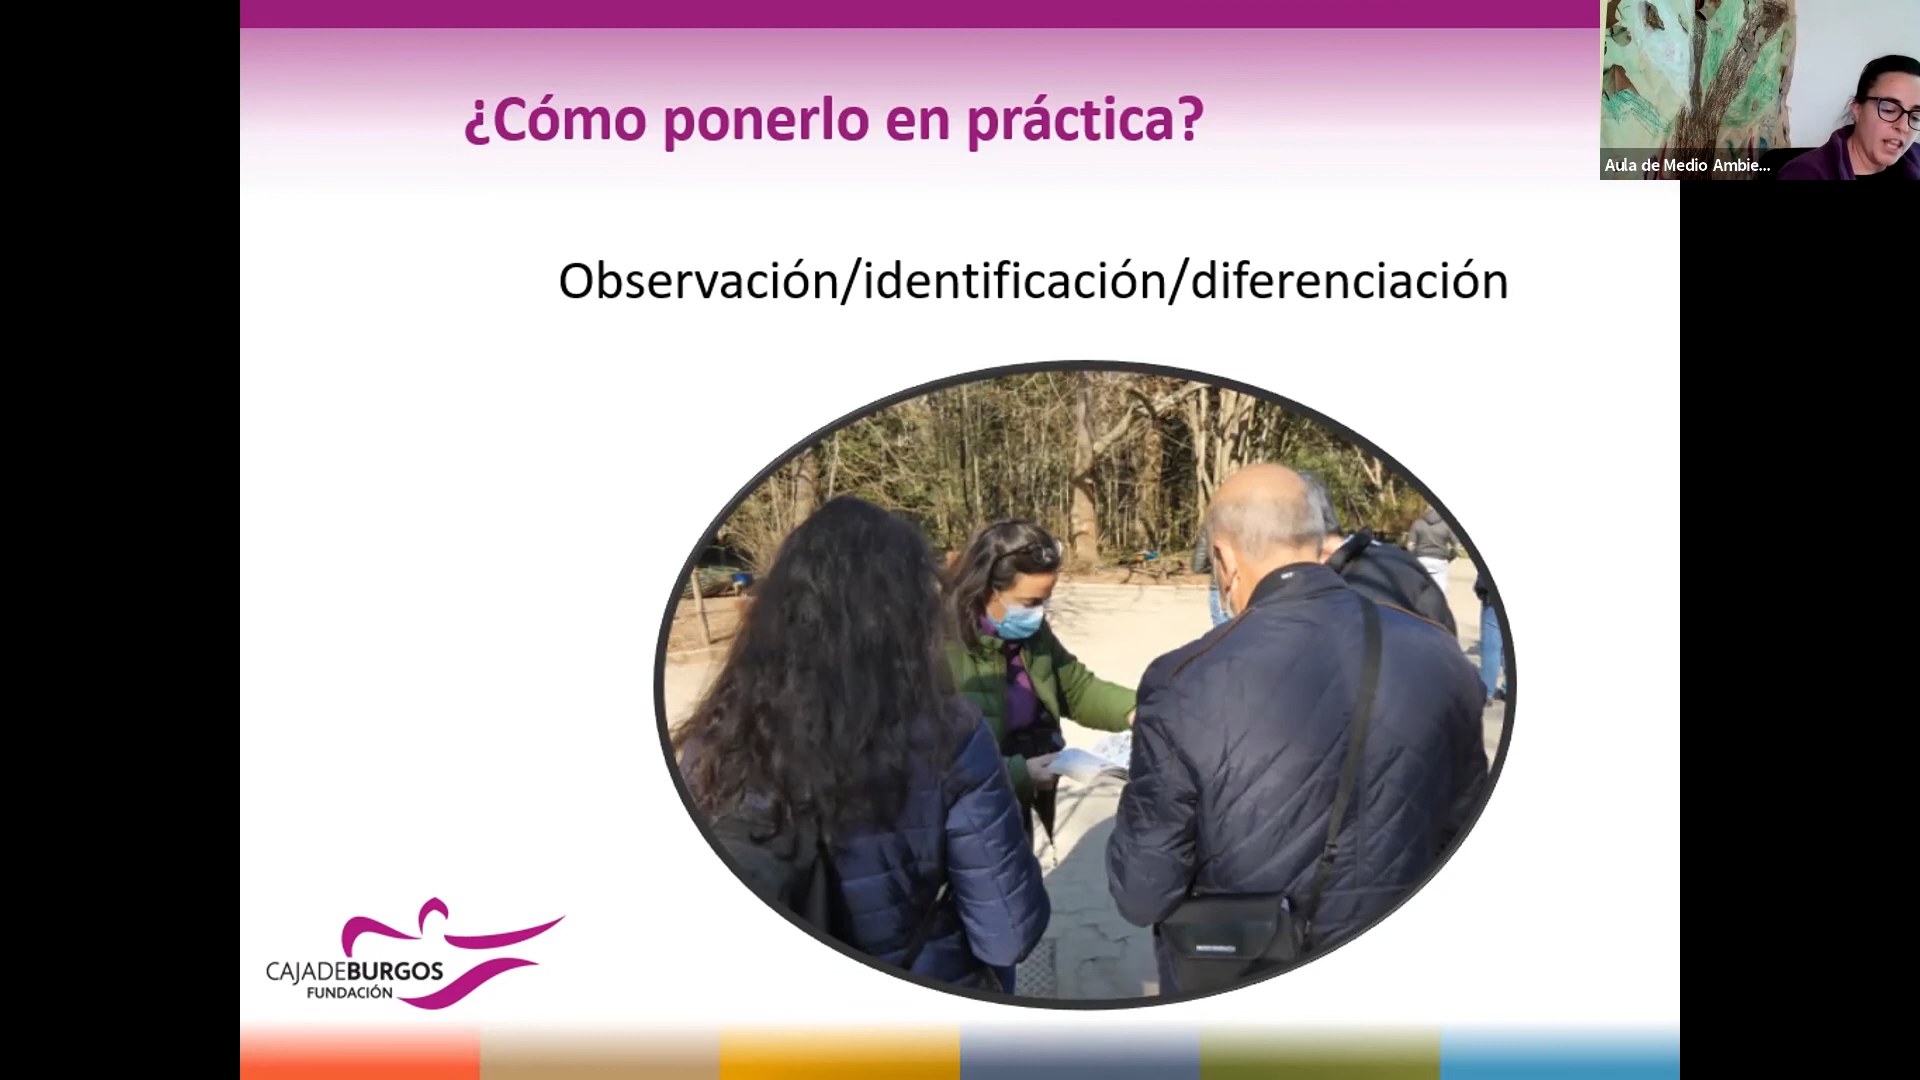 ¿Cómo ponerlo en práctica?
Aula de Medio Ambie...
Observación/identificación/diferenciación
CAJADEBURGOS
FUNDACIÓN